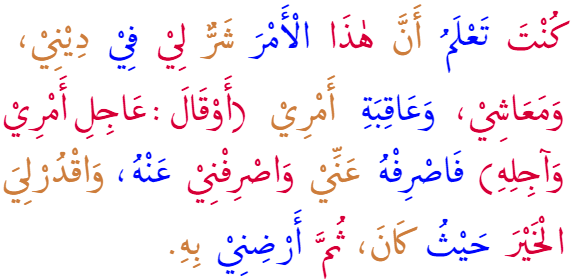 كُنْتَ تَعْلَمُ أَنَّ هٰذَا الْأَمْرَ شَرٌّ لِيْ فِيْ دِيْنِيْ،
وَمَعَاشِيْ، وَعَاقِبَةِ أَمْرِيْ (أَوْقَالَ : عَاجِلِ أَمْرِيْ
وَآجِلِهِ) فَاصْرِفْهُ عَنِّيْ وَاصْرِفْنِيْ عَنْهُ، وَاقْدُرْلِيَ
الْخَيْرَ حَيْثُ كَانَ، ثُمَّ أَرْضِنِيْ بِهِ.